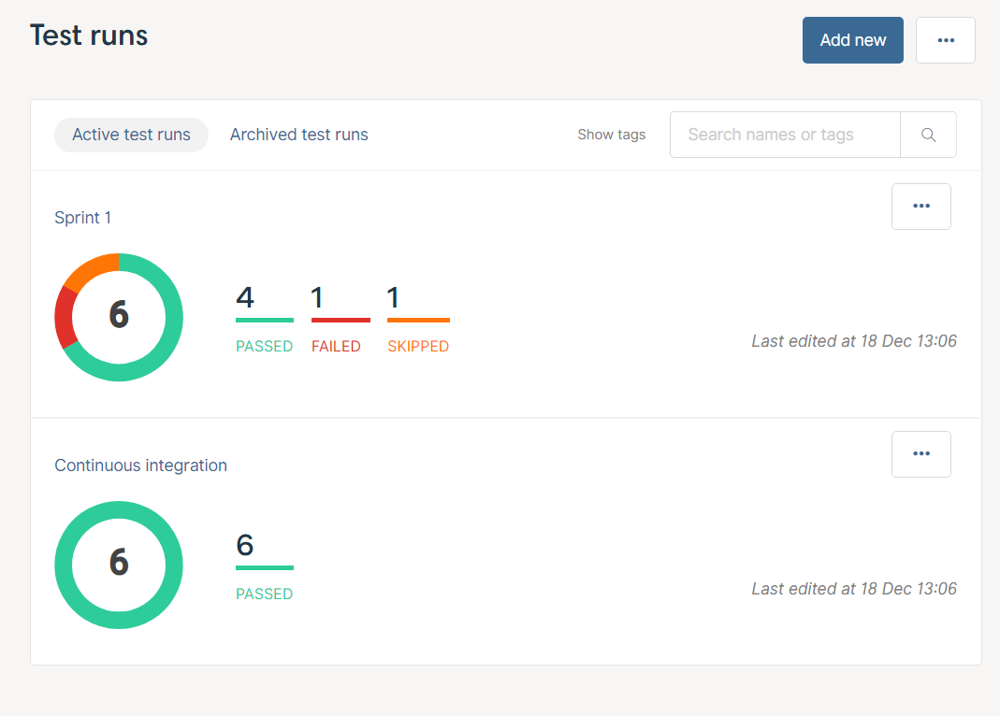 Test runs
Add new
Active test runs Archived test runs Show tags Search names or tags
Sprint 1
6
4 1 1
PASSED FAILED SKIPPED
Last edited at 18 Dec 13:06
Continuous integration
6
6
PASSED
Last edited at 18 Dec 13:06